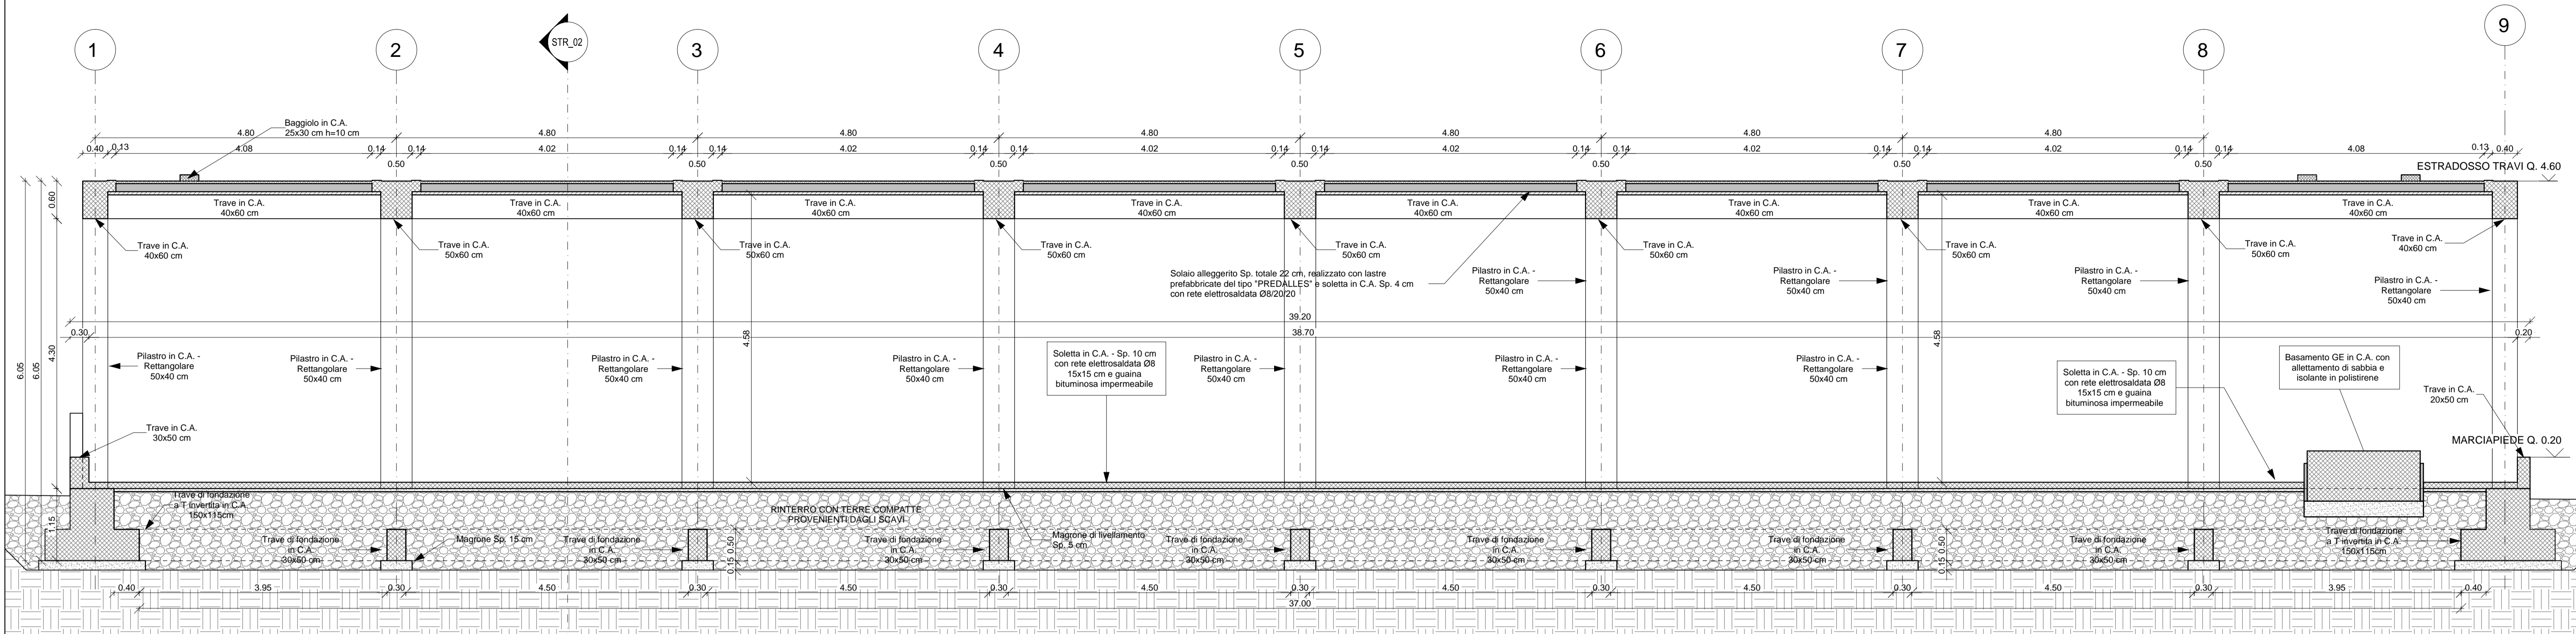 1
2
STR_02
3
4
5
6
7
8
9
Baggiolo in C.A.
25x30 cm h=10 cm
4.80
4.80
4.80
4.80
4.80
4.80
4.80
0.40
0.13
4.08
0.14
0.50
0.14
4.02
0.14
0.50
0.14
4.02
0.14
0.50
0.14
4.02
0.14
0.50
0.14
4.02
0.14
0.50
0.14
4.02
0.14
0.50
0.14
4.02
0.14
0.50
0.14
4.08
0.13
0.40
ESTRADOSSO TRAVI Q. 4.60
0.60
Trave in C.A.
40x60 cm
Trave in C.A.
40x60 cm
Trave in C.A.
40x60 cm
Trave in C.A.
40x60 cm
Trave in C.A.
40x60 cm
Trave in C.A.
40x60 cm
Trave in C.A.
40x60 cm
Trave in C.A.
40x60 cm
Trave in C.A.
40x60 cm
Trave in C.A.
50x60 cm
Trave in C.A.
50x60 cm
Trave in C.A.
50x60 cm
Trave in C.A.
50x60 cm
Trave in C.A.
50x60 cm
Trave in C.A.
50x60 cm
Trave in C.A.
50x60 cm
Trave in C.A.
40x60 cm
Solaio alleggerito Sp. totale 22 cm, realizzato con lastre
prefabbricate del tipo "PREDALLES" e soletta in C.A. Sp. 4 cm
con rete elettrosaldata Ø8/20/20
Pilastro in C.A. -
Rettangolare
50x40 cm
Pilastro in C.A. -
Rettangolare
50x40 cm
Pilastro in C.A. -
Rettangolare
50x40 cm
Pilastro in C.A. -
Rettangolare
50x40 cm
39.20
0.30
38.70
0.20
6.05
6.05
4.30
4.58
4.58
Pilastro in C.A. -
Rettangolare
50x40 cm
Pilastro in C.A. -
Rettangolare
50x40 cm
Pilastro in C.A. -
Rettangolare
50x40 cm
Pilastro in C.A. -
Rettangolare
50x40 cm
Soletta in C.A. - Sp. 10 cm
con rete elettrosaldata Ø8
15x15 cm e guaina
bituminosa impermeabile
Pilastro in C.A. -
Rettangolare
50x40 cm
Pilastro in C.A. -
Rettangolare
50x40 cm
Pilastro in C.A. -
Rettangolare
50x40 cm
Soletta in C.A. - Sp. 10 cm
con rete elettrosaldata Ø8
15x15 cm e guaina
bituminosa impermeabile
Basamento GE in C.A. con
allettamento di sabbia e
isolante in polistirene
Trave in C.A.
20x50 cm
Trave in C.A.
30x50 cm
MARCIAPIEDE Q. 0.20
1.15
Trave di fondazione
a T invertita in C.A.
150x115cm
RINTERRO CON TERRE COMPATTE
PROVENIENTI DAGLI SCAVI
Trave di fondazione
in C.A.
30x50 cm
Magrone Sp. 15 cm
Trave di fondazione
in C.A.
30x50 cm
0.50
0.15
Trave di fondazione
in C.A.
30x50 cm
Magrone di livellamento
Sp. 5 cm
Trave di fondazione
in C.A.
30x50 cm
Trave di fondazione
in C.A.
30x50 cm
Trave di fondazione
in C.A.
30x50 cm
0.50
0.15
Trave di fondazione
in C.A.
30x50 cm
Trave di fondazione
a T invertita in C.A.
150x115cm
0.40
3.95
0.30
4.50
0.30
4.50
0.30
4.50
0.30
4.50
0.30
4.50
0.30
4.50
0.30
3.95
0.40
37.00